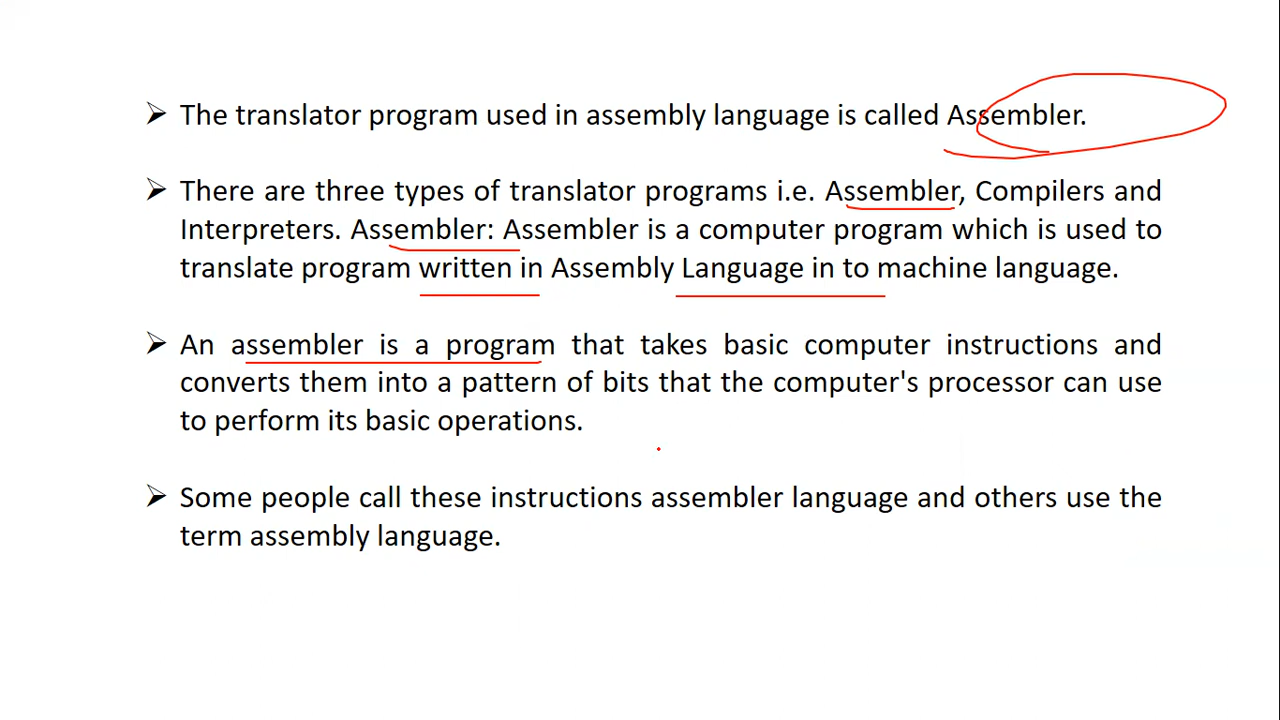 ➢ The translator program used in assembly language is called Assembler.
➢ There are three types of translator programs i.e. Assembler, Compilers and
Interpreters. Assembler: Assembler is a computer program which is used to
translate program written in Assembly Language in to machine language.
➢ An assembler is a program that takes basic computer instructions and
converts them into a pattern of bits that the computer's processor can use
to perform its basic operations.
➢ Some people call these instructions assembler language and others use the
term assembly language.